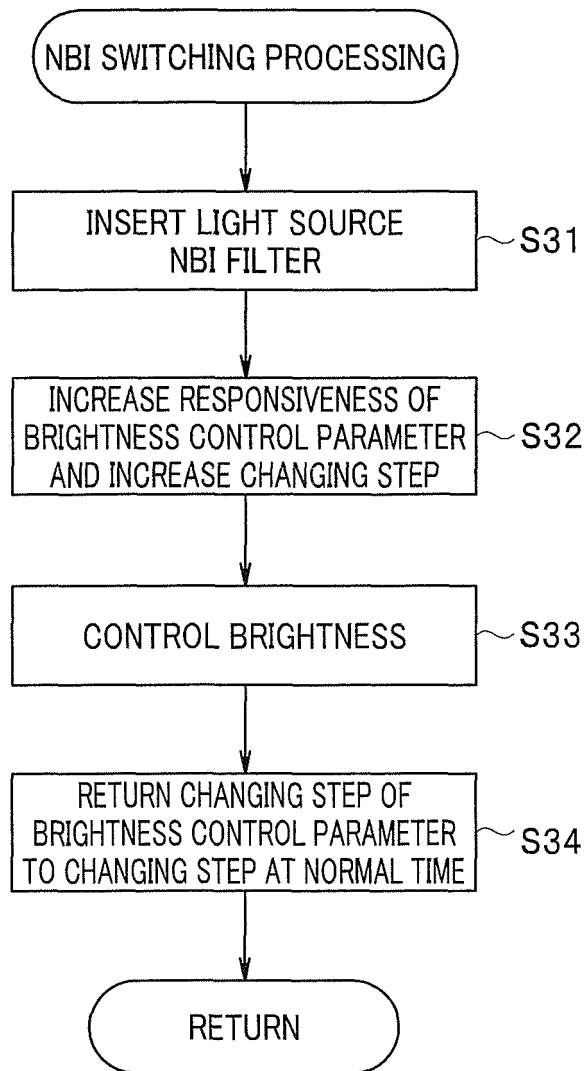 NBI SWITCHING PROCESSING
INSERT LIGHT SOURCE
NBI FILTER
S31
INCREASE RESPONSIVENESS OF
BRIGHTNESS CONTROL PARAMETER
AND INCREASE CHANGING STEP
S32
CONTROL BRIGHTNESS
S33
RETURN CHANGING STEP OF
BRIGHTNESS CONTROL PARAMETER
TO CHANGING STEP AT NORMAL TIME
S34
RETURN